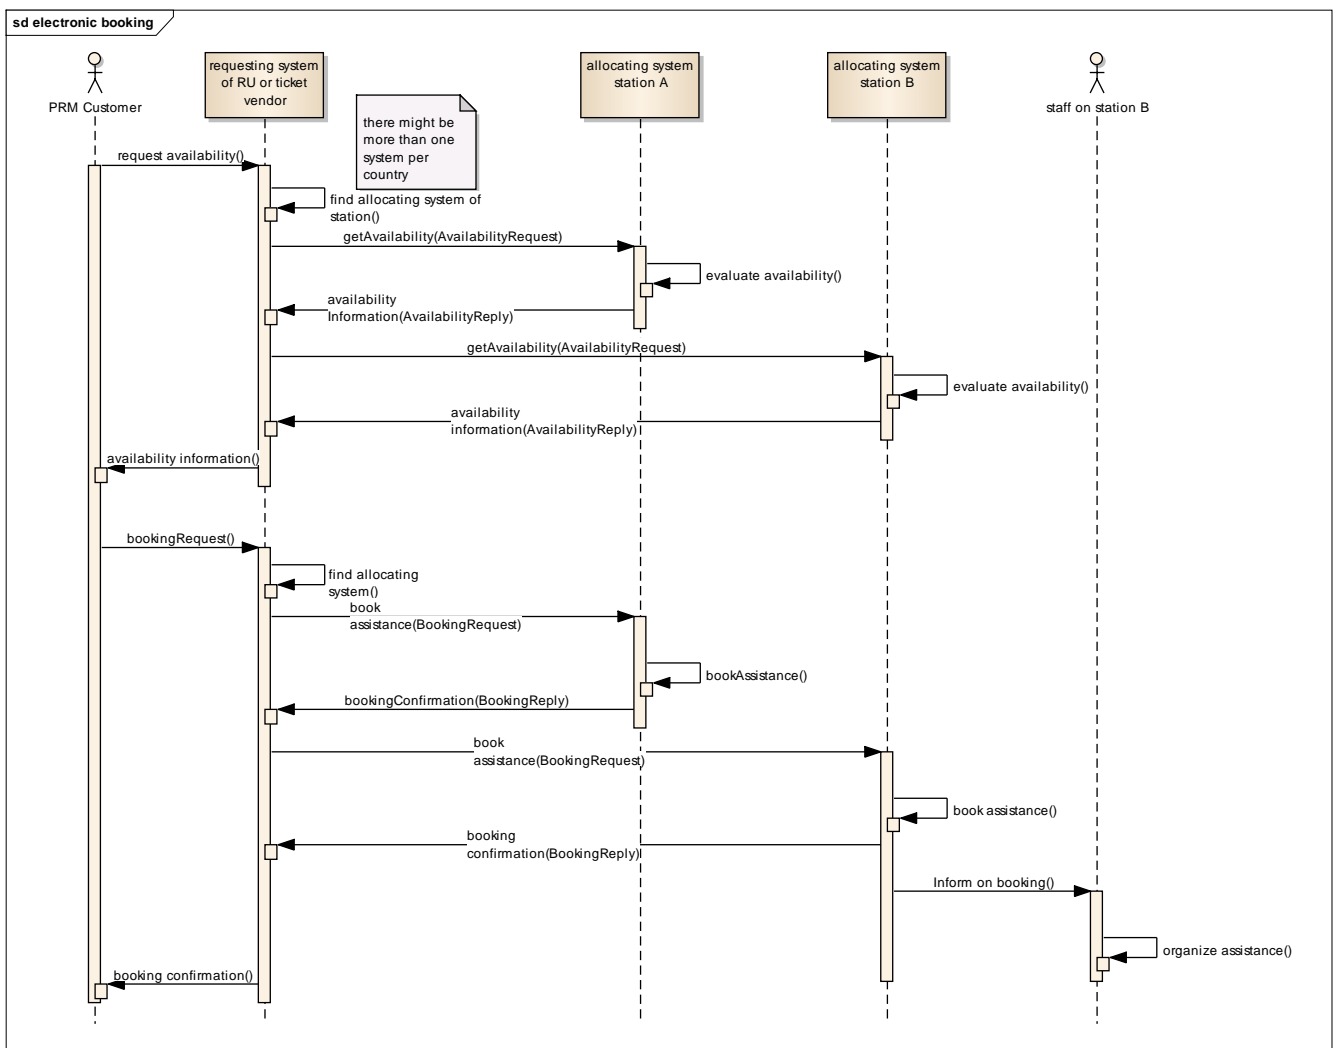 sd electronic booking
PRM Customer
requesting system
of RU or ticket
vendor
allocating system
station A
allocating system
station B
staff on station B
there might be
more than one
system per
country
request availability()
find allocating system of
station()
getAvailability(AvailabilityRequest)
evaluate availability()
availability
Information(AvailabilityReply)
getAvailability(AvailabilityRequest)
evaluate availability()
availability
information(AvailabilityReply)
availability information()
bookingRequest()
find allocating
system()
book
assistance(BookingRequest)
bookAssistance()
bookingConfirmation(BookingReply)
book
assistance(BookingRequest)
book assistance()
booking
confirmation(BookingReply)
Inform on booking()
organize assistance()
booking confirmation()